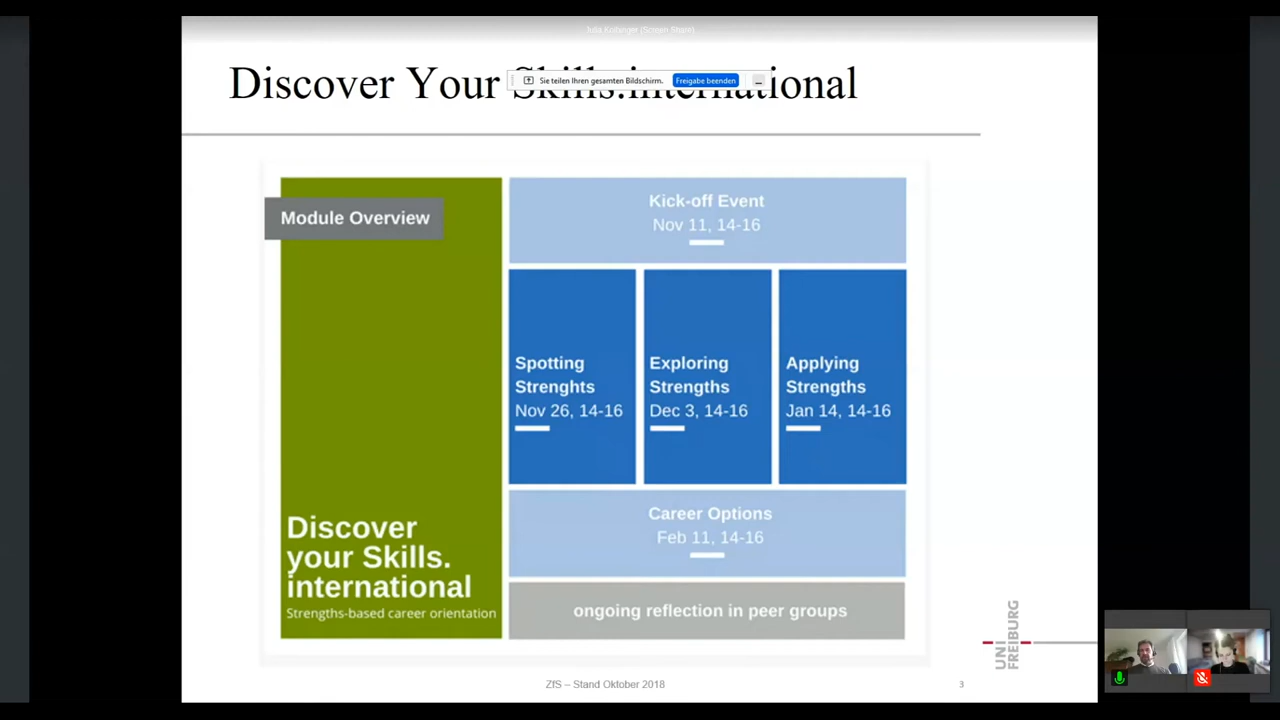 Discover Your Skills.international
Sie teilen Ihren gesamten Bildschirm.
Freigabe beenden
Module Overview
Kick-off Event
Nov 11, 14-16
Spotting
Strenghts
Nov 26, 14-16
Exploring
Strengths
Dec 3, 14-16
Applying
Strengths
Jan 14, 14-16
Discover
your Skills.
international
Strengths-based career orientation
Career Options
Feb 11, 14-16
ongoing reflection in peer groups
UNI
FREIBURG
ZfS – Stand Oktober 2018
3